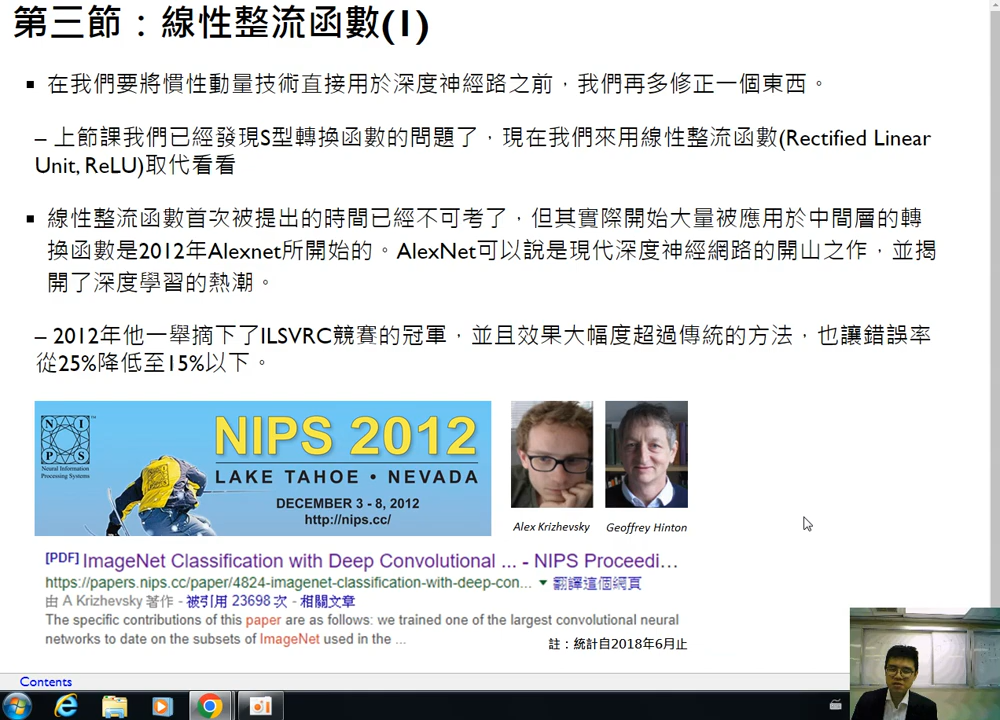 第三節：線性整流函數(1)
▪ 在我們要將慣性動量技術直接用於深度神經路之前，我們再多修正一個東西。
– 上節課我們已經發現S型轉換函數的問題了，現在我們來用線性整流函數(Rectified Linear
Unit, ReLU)取代看看
▪ 線性整流函數首次被提出的時間已經不可考了，但其實際開始大量被應用於中間層的轉
換函數是2012年Alexnet所開始的。AlexNet可以說是現代深度神經網路的開山之作，並揭
開了深度學習的熱潮。
– 2012年他一舉摘下了ILSVRC競賽的冠軍，並且效果大幅度超過傳統的方法，也讓錯誤率
從25%降低至15%以下。
N I
P S
Neural Information
Processing Systems
NIPS 2012
LAKE TAHOE • NEVADA
DECEMBER 3 - 8, 2012
http://nips.cc/
Alex Krizhevsky
Geoffrey Hinton
[PDF] ImageNet Classification with Deep Convolutional ... - NIPS Proceedi...
https://papers.nips.cc/paper/4824-imagenet-classification-with-deep-con... ▼ 翻譯這個網頁
由 A Krizhevsky 著作 - 被引用 23698 次 - 相關文章
The specific contributions of this paper are as follows: we trained one of the largest convolutional neural
networks to date on the subsets of ImageNet used in the ...
註：統計自2018年6月止
Contents